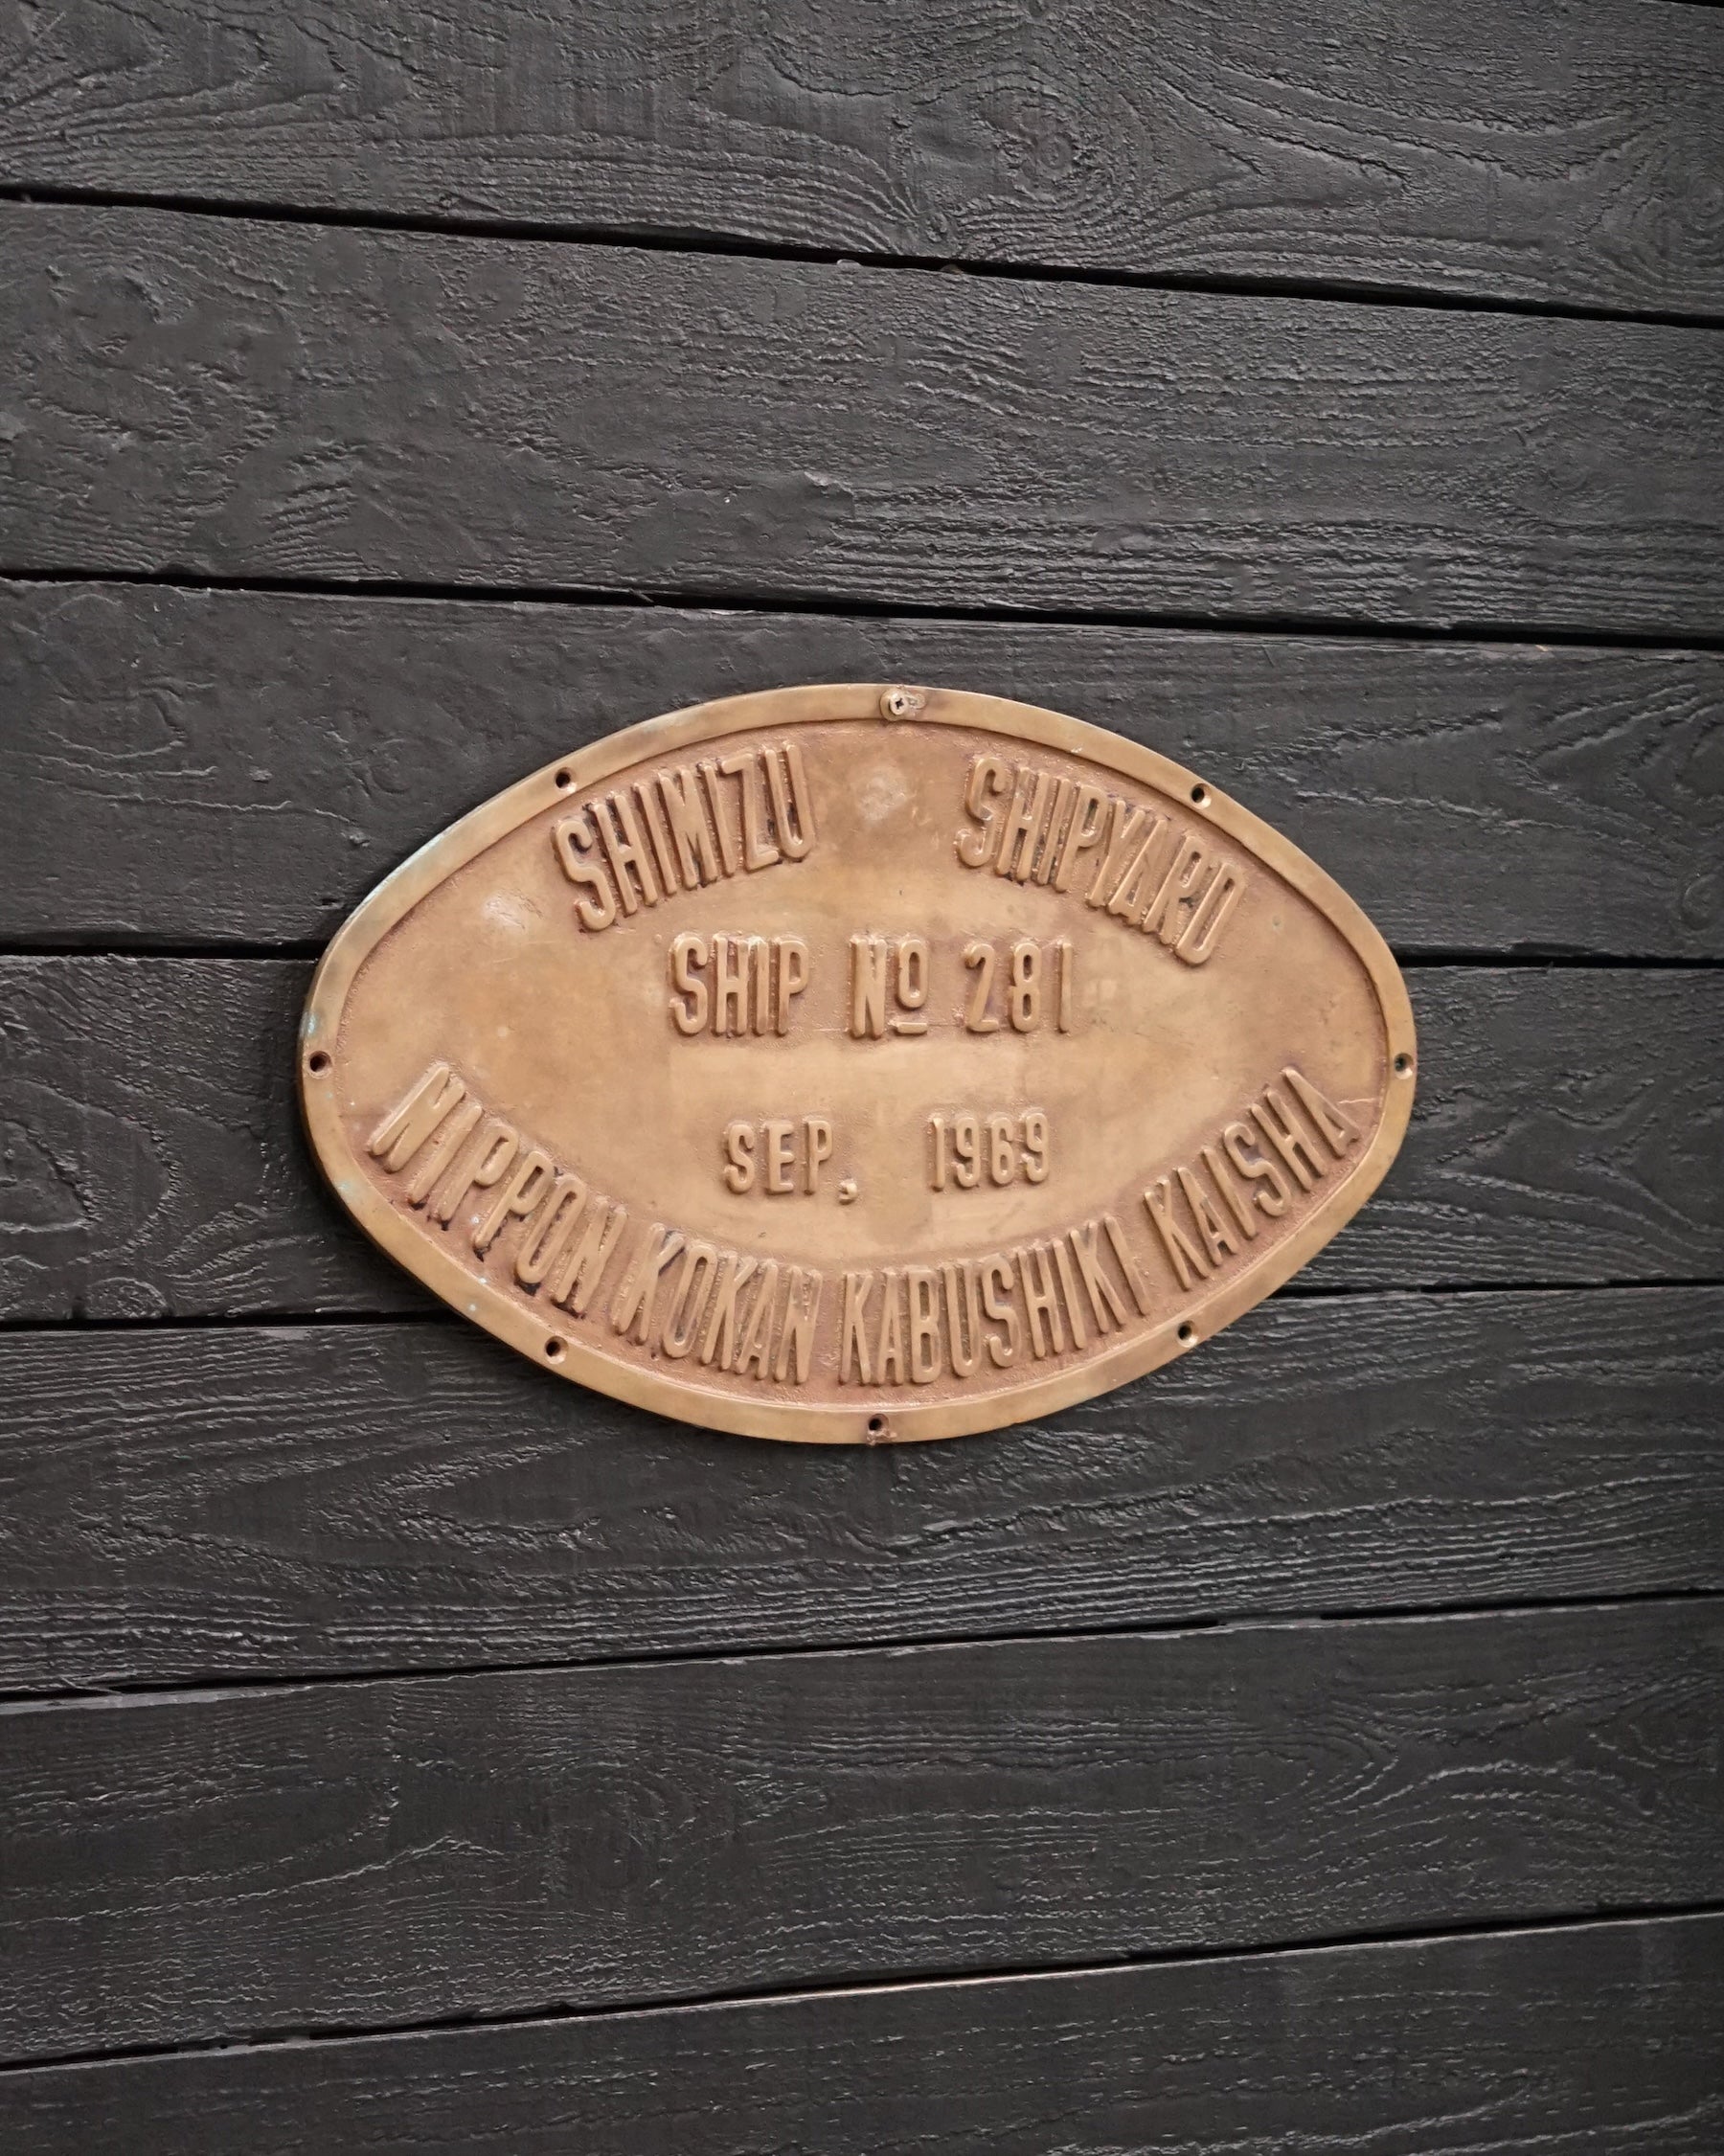 SHIMIZU SHIPYARD
SHIP Nº 281
SEP, 1969
NIPPON KOKAN KABUSHIKI KAISHA